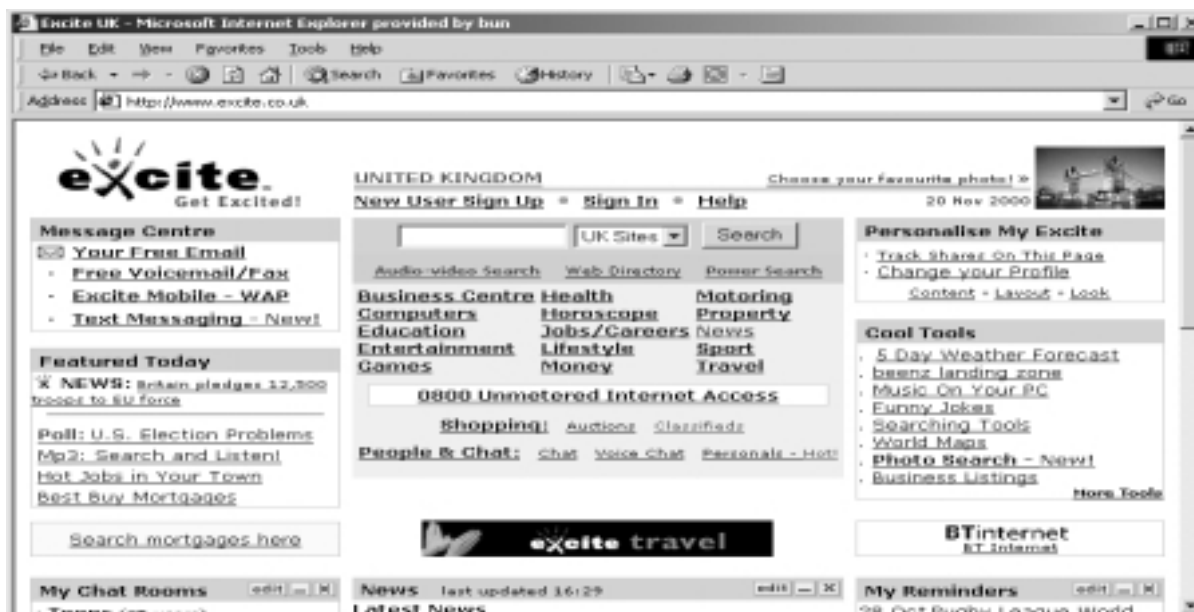 Excite UK - Microsoft Internet Explorer provided by bun
File Edit View Favorites Tools Help
Back Search Favorites History
Address http://www.excite.co.uk Go
excite
Get Excited!
UNITED KINGDOM
Choose your favourite photo! »
20 Nov 2000
New User Sign Up Sign In Help
Message Centre
Your Free Email
Free Voicemail/Fax
Excite Mobile - WAP
Text Messaging - New!
Featured Today
NEWS: Britain pledges 12,500
troops to EU force
Poll: U.S. Election Problems
Mp3: Search and Listen!
Hot Jobs in Your Town
Best Buy Mortgages
Search mortgages here
My Chat Rooms edit
UK Sites Search
Audio-video Search Web Directory Power Search
Business Centre Health Motoring
Computers Horoscope Property
Education Jobs/Careers News
Entertainment Lifestyle Sport
Games Money Travel
0800 Unmetered Internet Access
Shopping: Auctions Classifieds
People & Chat: Chat Voice Chat Personals - Hot!
excite travel
News last updated 16:29 edit
Latest News
Personalise My Excite
Track Shares On This Page
Change your Profile
Content - Layout - Look
Cool Tools
5 Day Weather Forecast
beenz landing zone
Music On Your PC
Funny Jokes
Searching Tools
World Maps
Photo Search - New!
Business Listings
More Tools
BTinternet
BT Internet
My Reminders edit
28 Oct Rugby League World